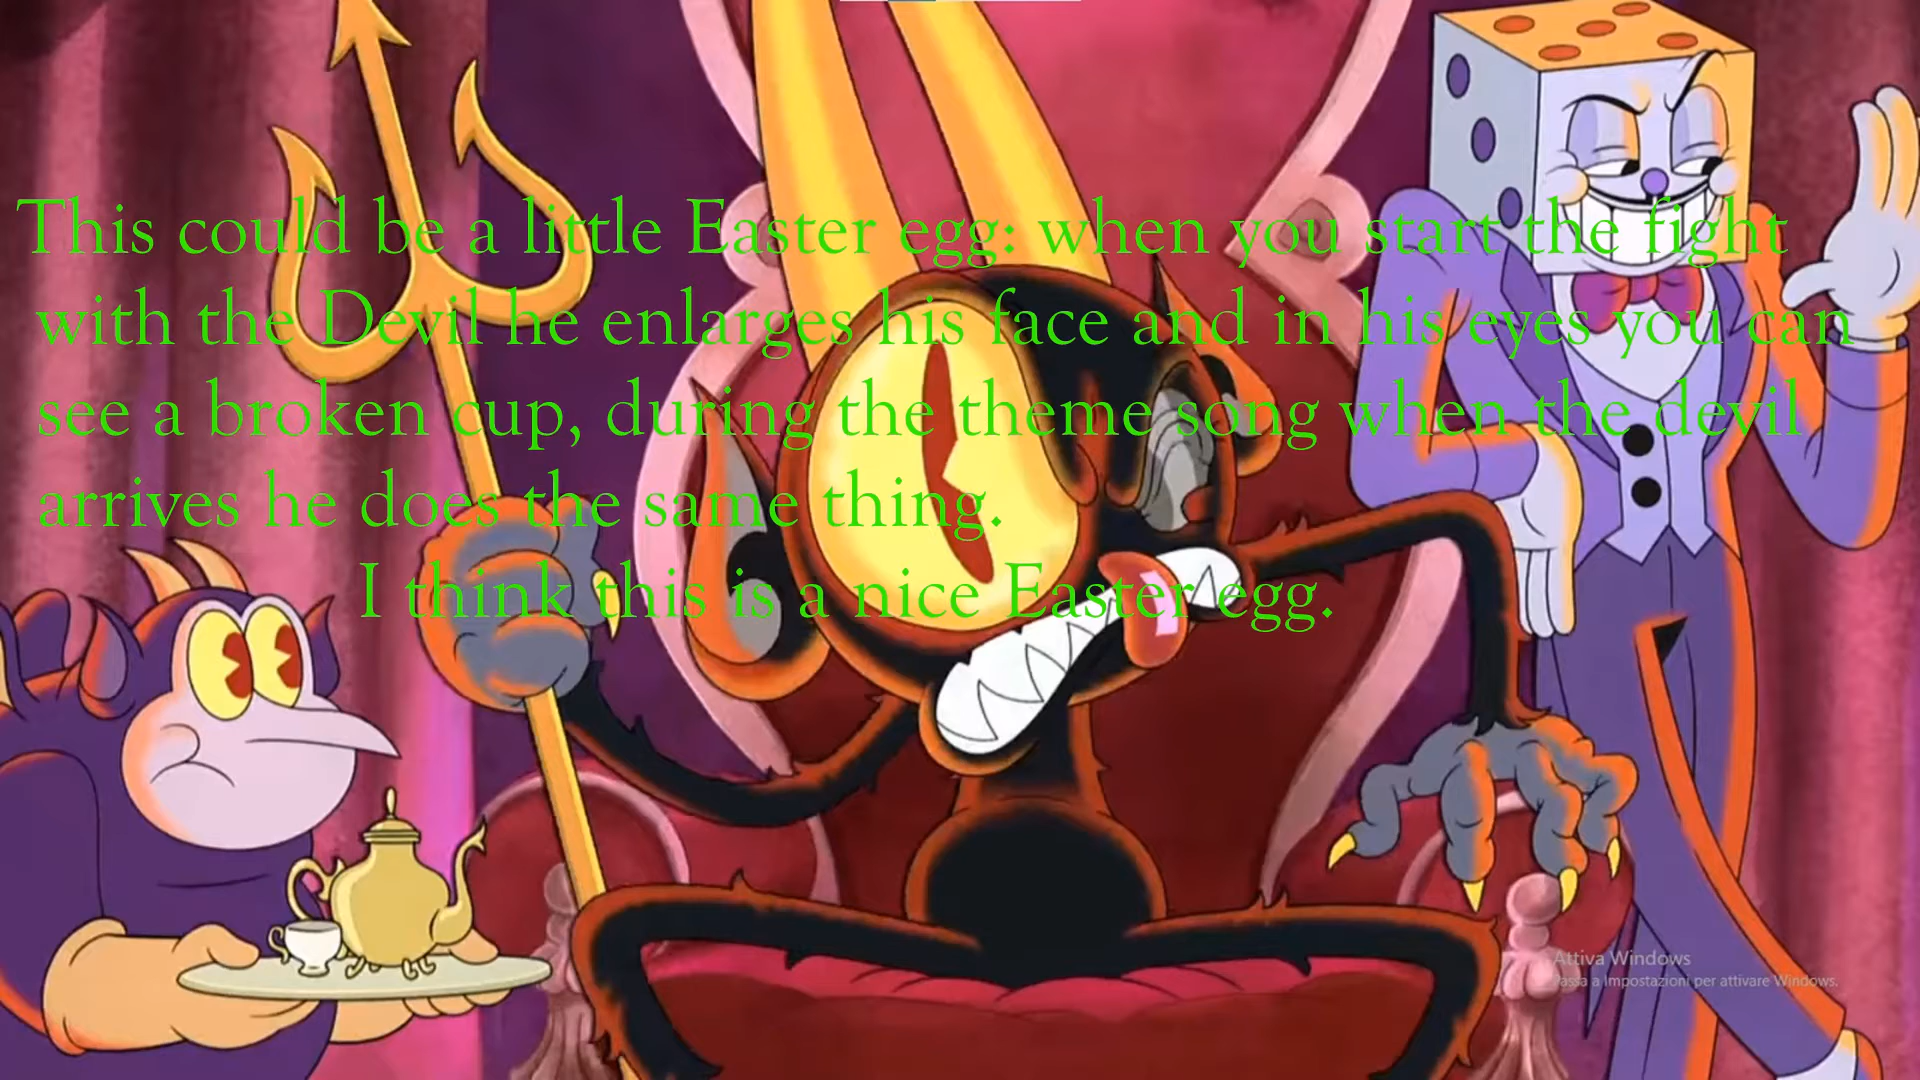 This could be a little Easter egg: when you start the fight
with the Devil he enlarges his face and in his eyes you can
see a broken cup, during the theme song when the devil
arrives he does the same thing.
I think this is a nice Easter egg.
Attiva Windows
Passa a Impostazioni per attivare Windows.